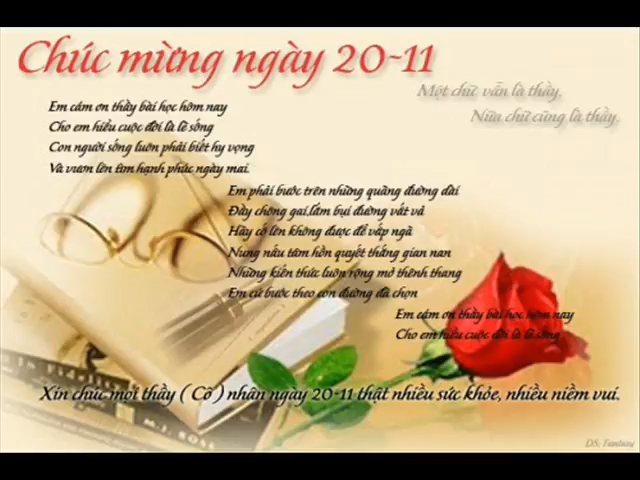 Chúc mừng ngày 20-11
Một chữ vẫn là thầy,
Nửa chữ cũng là thầy.
Em cám ơn thầy bài học hôm nay
Cho em hiểu cuộc đời là lẽ sống
Con người sống luôn phải biết hy vọng
Và vươn lên tìm hạnh phúc ngày mai.
Em phải bước trên những quãng đường dài
Đầy chông gai, lấm bụi đường vất vả
Hãy cố lên không được để vấp ngã
Nung nấu tâm hồn quyết thắng gian nan
Những kiến thức luôn rộng mở thênh thang
Em cứ bước theo con đường đã chọn
Em cám ơn thầy bài học hôm nay
Cho em hiểu cuộc đời là lẽ sống
Xin chúc mọi thầy ( Cô ) nhân ngày 20-11 thật nhiều sức khỏe, nhiều niềm vui.
DS: Fantasy